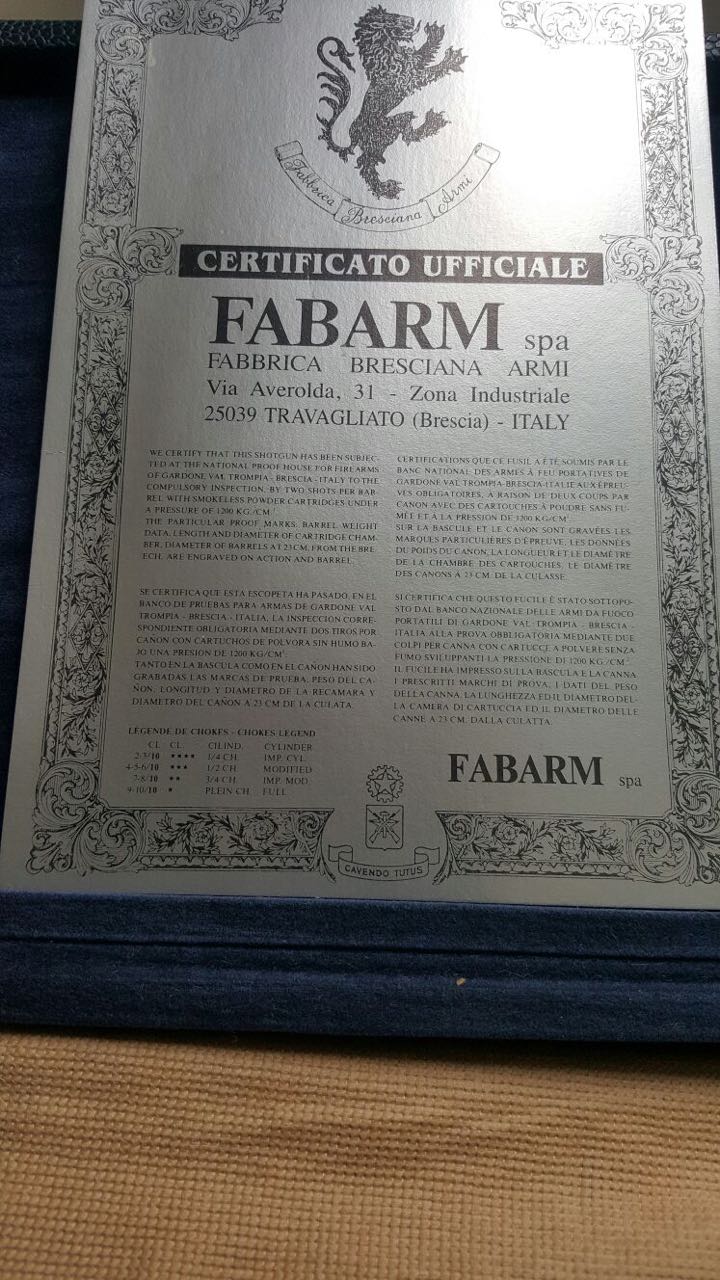 Fabbrica Bresciana Armi
CERTIFICATO UFFICIALE
FABARM spa
FABBRICA BRESCIANA ARMI
Via Averolda, 31 - Zona Industriale
25039 TRAVAGLIATO (Brescia) - ITALY
WE CERTIFY THAT THIS SHOTGUN HAS BEEN SUBJEC-
TED AT THE NATIONAL PROOF HOUSE FOR FIREARMS
OF GARDONE VAL TROMPIA - BRESCIA - ITALY TO THE
COMPULSORY INSPECTION, BY TWO SHOTS PER BAR-
REL WITH SMOKELESS POWDER CARTRIDGES UNDER
A PRESSURE OF 1200 KG./CM.²
THE PARTICULAR PROOF MARKS, BARREL WEIGHT
DATA, LENGTH AND DIAMETER OF CARTRIDGE CHAM-
BER, DIAMETER OF BARRELS AT 23 CM. FROM THE BRE-
ECH, ARE ENGRAVED ON ACTION AND BARREL.
CERTIFICATIONS QUE CE FUSIL A ÉTÉ SOUMIS PAR LE
BANC NATIONAL DES ARMES À FEU PORTATIVES DE
GARDONE VAL TROMPIA-BRESCIA-ITALIE AUX ÉPREU-
VES OBLIGATOIRES, A RAISON DE DEUX COUPS PAR
CANON AVEC DES CARTOUCHES À POUDRE SANS FU-
MÉE ET À LA PRESSION DE 1200 KG/CM².
SUR LA BASCULE ET LE CANON SONT GRAVÉES LES
MARQUES PARTICULIÈRES D'ÉPREUVE, LES DONNÉES
DU POIDS DU CANON, LA LONGUEUR ET LE DIAMÈTRE
DE LA CHAMBRE DES CARTOUCHES, LE DIAMÈTRE
DES CANONS A 23 CM. DE LA CULASSE.
SE CERTIFICA QUE ESTA ESCOPETA HA PASADO, EN EL
BANCO DE PRUEBAS PARA ARMAS DE GARDONE VAL
TROMPIA - BRESCIA - ITALIA, LA INSPECCIÓN CORRE-
SPONDIENTE OBLIGATORIA MEDIANTE DOS TIROS POR
CAÑON CON CARTUCHOS DE POLVORA SIN HUMO BA-
JO UNA PRESION DE 1200 KG/CM².
TANTO EN LA BASCULA COMO EN EL CAÑON HAN SIDO
GRABADAS LAS MARCAS DE PRUEBA, PESO DEL CA-
ÑON, LONGITUD Y DIAMETRO DE LA RECAMARA Y
DIAMETRO DEL CAÑON A 23 CM DE LA CULATA.
SI CERTIFICA CHE QUESTO FUCILE È STATO SOTTOPO-
STO DAL BANCO NAZIONALE DELLE ARMI DA FUOCO
PORTATILI DI GARDONE VAL TROMPIA - BRESCIA -
ITALIA ALLA PROVA OBBLIGATORIA MEDIANTE DUE
COLPI PER CANNA CON CARTUCCE A POLVERE SENZA
FUMO SVILUPPANTI LA PRESSIONE DI 1200 KG./CM².
IL FUCILE HA IMPRESSO SULLA BASCULA E LA CANNA
I PRESCRITTI MARCHI DI PROVA, I DATI DEL PESO
DELLA CANNA, LA LUNGHEZZA ED IL DIAMETRO DEL-
LA CAMERA DI CARTUCCIA ED IL DIAMETRO DELLE
CANNE A 23 CM. DALLA CULATTA.
LÉGENDE DE CHOKES - CHOKES LEGEND
CL CL CILIND. CYLINDER
2-3/10 **** 1/4 CH. IMP. CYL.
4-5-6/10 *** 1/2 CH. MODIFIED
7-8/10 ** 3/4 CH. IMP. MOD.
9-10/10 * PLEIN CH. FULL
FABARM spa
CAVENDO TUTUS